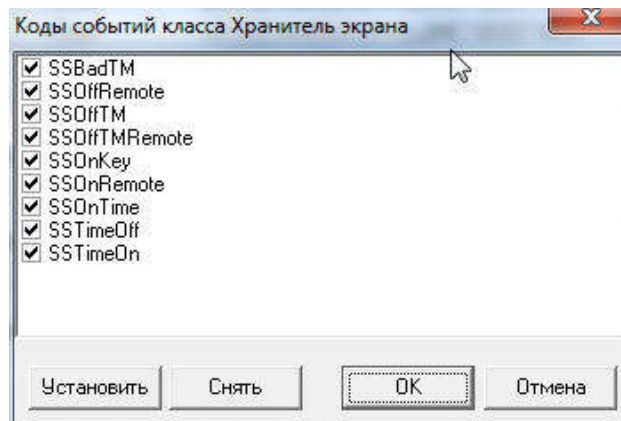 Коды событий класса Хранитель экрана
SSBadTM
SSOffRemote
SSOffTM
SSOffTMRemote
SSOnKey
SSOnRemote
SSOnTime
SSTimeOff
SSTimeOn
Установить Снять OK Отмена